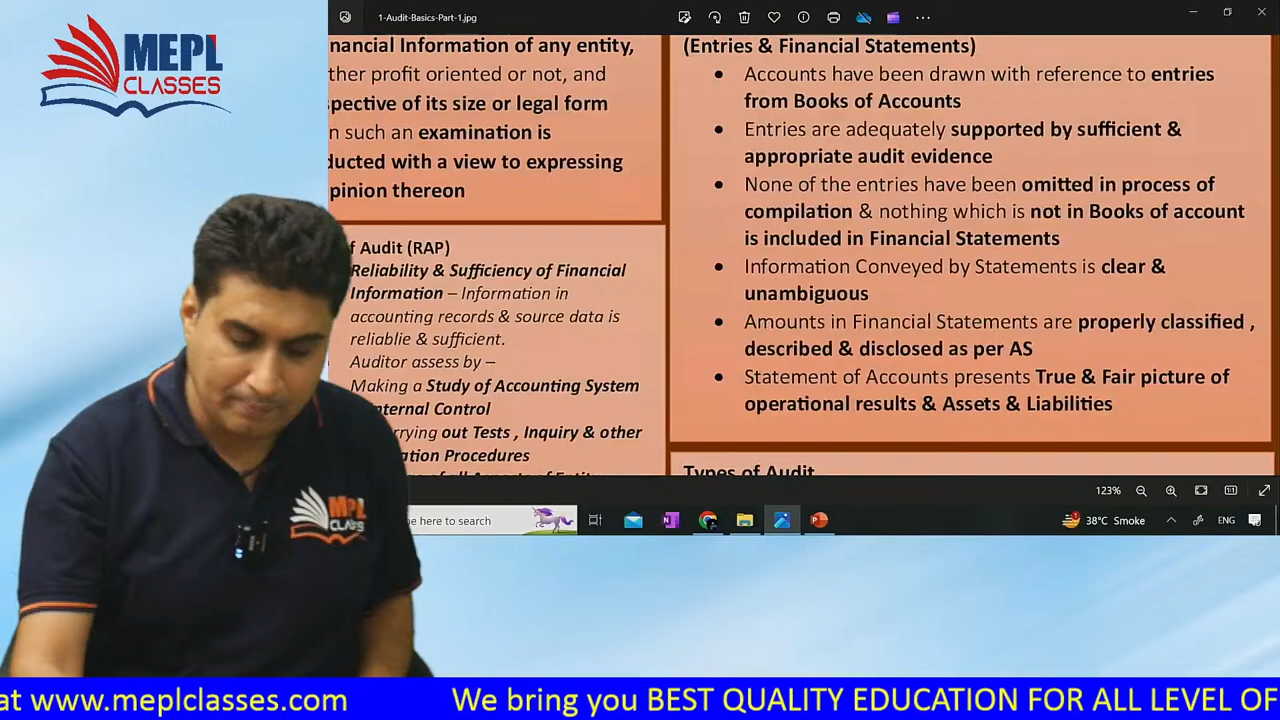 MEPL
CLASSES
1-Audit-Basics-Part-1.jpg
nancial Information of any entity,
ther profit oriented or not, and
spective of its size or legal form
n such an examination is
ducted with a view to expressing
pinion thereon
f Audit (RAP)
Reliability & Sufficiency of Financial
Information – Information in
accounting records & source data is
reliablie & sufficient.
Auditor assess by –
Making a Study of Accounting System
nternal Control
rrying out Tests , Inquiry & other
ation Procedures
(Entries & Financial Statements)
• Accounts have been drawn with reference to entries
from Books of Accounts
• Entries are adequately supported by sufficient &
appropriate audit evidence
• None of the entries have been omitted in process of
compilation & nothing which is not in Books of account
is included in Financial Statements
• Information Conveyed by Statements is clear &
unambiguous
• Amounts in Financial Statements are properly classified ,
described & disclosed as per AS
• Statement of Accounts presents True & Fair picture of
operational results & Assets & Liabilities
Types of Audit
123%
pe here to search
38°C Smoke
ENG
MEPL
CLASS
at www.meplclasses.com We bring you BEST QUALITY EDUCATION FOR ALL LEVEL OF